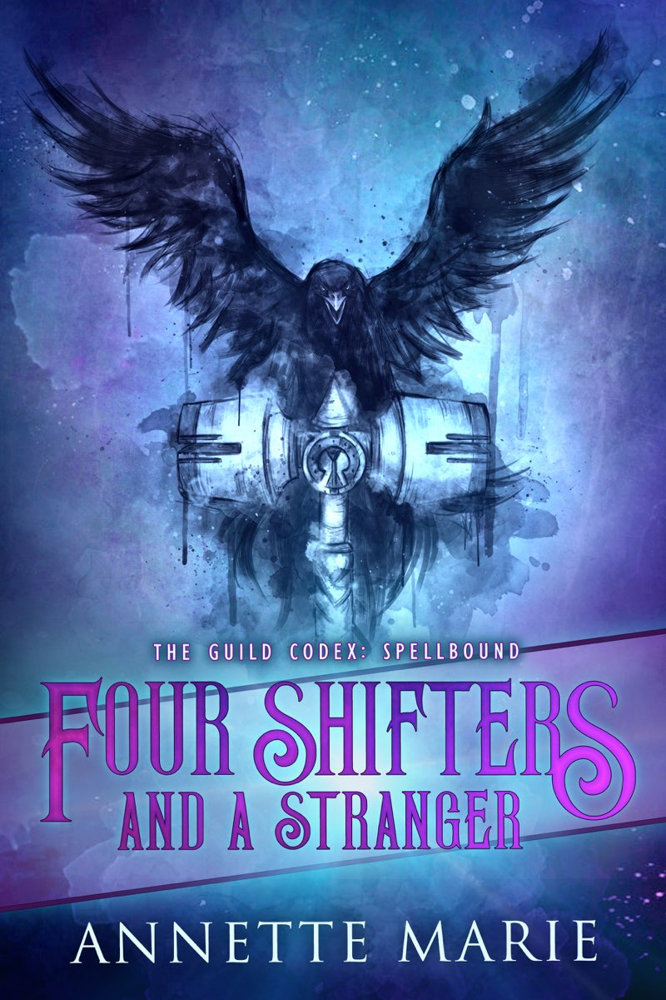 THE GUILD CODEX: SPELLBOUND
FOUR SHIFTERS
AND A STRANGER
ANNETTE MARIE